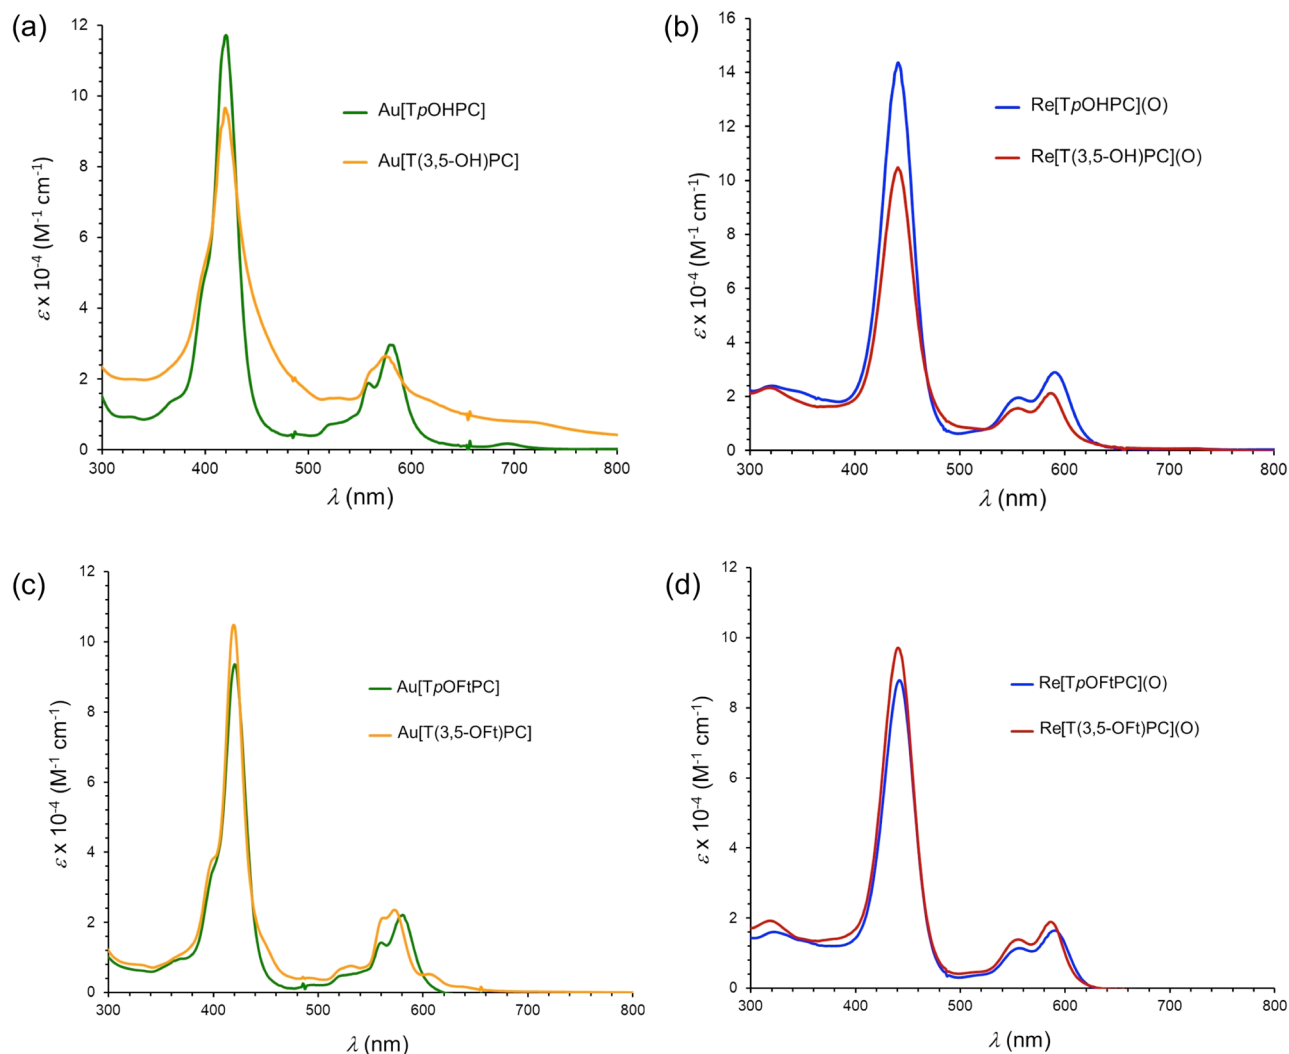 (a)
12
10
8
6
4
2
0
ε x 10⁻⁴ (M⁻¹ cm⁻¹)
Au[TpOHPC]
Au[T(3,5-OH)PC]
300 400 500 600 700 800
λ (nm)
(b)
16
14
12
10
8
6
4
2
0
ε x 10⁻⁴ (M⁻¹ cm⁻¹)
Re[TpOHPC](O)
Re[T(3,5-OH)PC](O)
300 400 500 600 700 800
λ (nm)
(c)
12
10
8
6
4
2
0
ε x 10⁻⁴ (M⁻¹ cm⁻¹)
Au[TpOFtPC]
Au[T(3,5-OFt)PC]
300 400 500 600 700 800
λ (nm)
(d)
12
10
8
6
4
2
0
ε x 10⁻⁴ (M⁻¹ cm⁻¹)
Re[TpOFtPC](O)
Re[T(3,5-OFt)PC](O)
300 400 500 600 700 800
λ (nm)